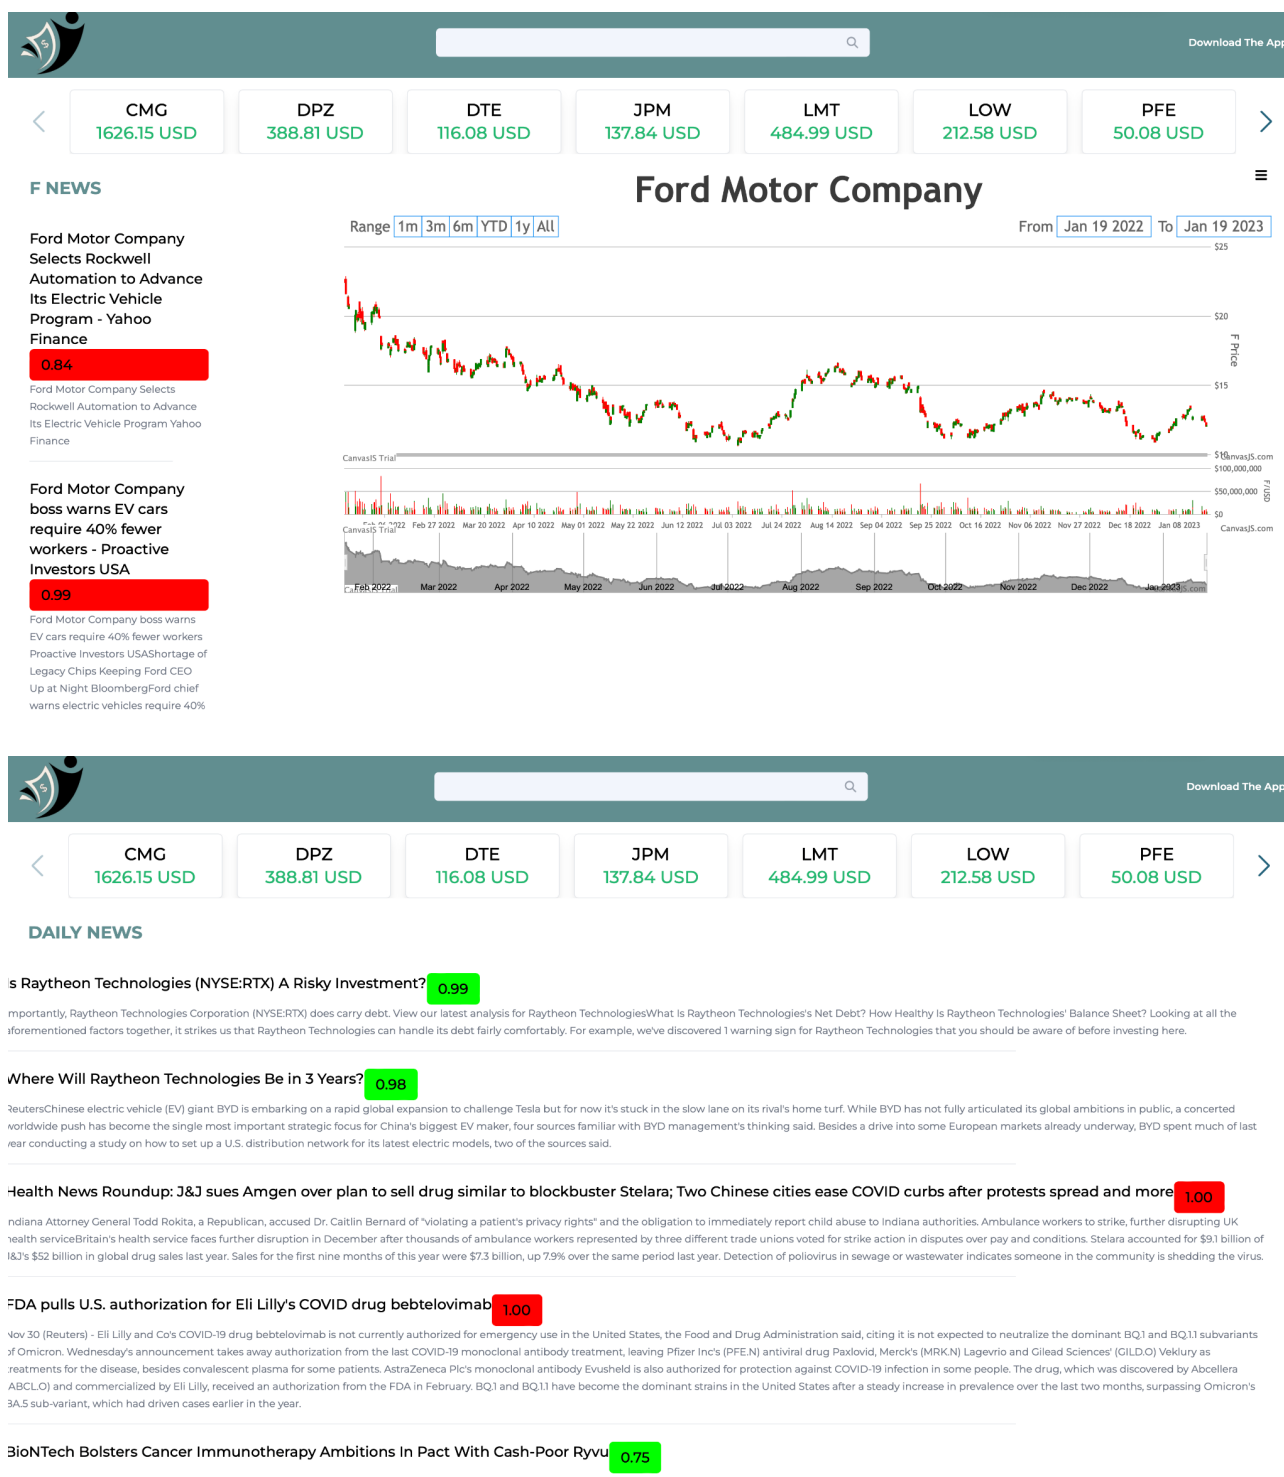 Download The App
CMG
1626.15 USD
DPZ
388.81 USD
DTE
116.08 USD
JPM
137.84 USD
LMT
484.99 USD
LOW
212.58 USD
PFE
50.08 USD
F NEWS
Ford Motor Company
Selects Rockwell
Automation to Advance
Its Electric Vehicle
Program - Yahoo
Finance
0.84
Ford Motor Company Selects
Rockwell Automation to Advance
Its Electric Vehicle Program Yahoo
Finance
Ford Motor Company
boss warns EV cars
require 40% fewer
workers - Proactive
Investors USA
0.99
Ford Motor Company boss warns
EV cars require 40% fewer workers
Proactive Investors USAShortage of
Legacy Chips Keeping Ford CEO
Up at Night BloombergFord chief
warns electric vehicles require 40%
Ford Motor Company
Range 1m 3m 6m YTD 1y All
From Jan 19 2022 To Jan 19 2023
$25
$20
$15
$10
F Price
CanvasJS Trial
CanvasJS.com
$100,000,000
$50,000,000
$0
F/USD
Feb 27 2022 Mar 20 2022 Apr 10 2022 May 01 2022 May 22 2022 Jun 12 2022 Jul 03 2022 Jul 24 2022 Aug 14 2022 Sep 04 2022 Sep 25 2022 Oct 16 2022 Nov 06 2022 Nov 27 2022 Dec 18 2022 Jan 08 2023
CanvasJS Trial
CanvasJS.com
Feb 2022 Mar 2022 Apr 2022 May 2022 Jun 2022 Jul 2022 Aug 2022 Sep 2022 Oct 2022 Nov 2022 Dec 2022 Jan 2023
Download The App
CMG
1626.15 USD
DPZ
388.81 USD
DTE
116.08 USD
JPM
137.84 USD
LMT
484.99 USD
LOW
212.58 USD
PFE
50.08 USD
DAILY NEWS
Is Raytheon Technologies (NYSE:RTX) A Risky Investment? 0.99
mportantly, Raytheon Technologies Corporation (NYSE:RTX) does carry debt. View our latest analysis for Raytheon TechnologiesWhat Is Raytheon Technologies's Net Debt? How Healthy Is Raytheon Technologies' Balance Sheet? Looking at all the
aforementioned factors together, it strikes us that Raytheon Technologies can handle its debt fairly comfortably. For example, we've discovered 1 warning sign for Raytheon Technologies that you should be aware of before investing here.
Where Will Raytheon Technologies Be in 3 Years? 0.98
ReutersChinese electric vehicle (EV) giant BYD is embarking on a rapid global expansion to challenge Tesla but for now it's stuck in the slow lane on its rival's home turf. While BYD has not fully articulated its global ambitions in public, a concerted
worldwide push has become the single most important strategic focus for China's biggest EV maker, four sources familiar with BYD management's thinking said. Besides a drive into some European markets already underway, BYD spent much of last
year conducting a study on how to set up a U.S. distribution network for its latest electric models, two of the sources said.
Health News Roundup: J&J sues Amgen over plan to sell drug similar to blockbuster Stelara; Two Chinese cities ease COVID curbs after protests spread and more 1.00
ndiana Attorney General Todd Rokita, a Republican, accused Dr. Caitlin Bernard of "violating a patient's privacy rights" and the obligation to immediately report child abuse to Indiana authorities. Ambulance workers to strike, further disrupting UK
health serviceBritain's health service faces further disruption in December after thousands of ambulance workers represented by three different trade unions voted for strike action in disputes over pay and conditions. Stelara accounted for $9.1 billion of
J&J's $52 billion in global drug sales last year. Sales for the first nine months of this year were $7.3 billion, up 7.9% over the same period last year. Detection of poliovirus in sewage or wastewater indicates someone in the community is shedding the virus.
FDA pulls U.S. authorization for Eli Lilly's COVID drug bebtelovimab 1.00
Nov 30 (Reuters) - Eli Lilly and Co's COVID-19 drug bebtelovimab is not currently authorized for emergency use in the United States, the Food and Drug Administration said, citing it is not expected to neutralize the dominant BQ.1 and BQ.1.1 subvariants
of Omicron. Wednesday's announcement takes away authorization from the last COVID-19 monoclonal antibody treatment, leaving Pfizer Inc's (PFE.N) antiviral drug Paxlovid, Merck's (MRK.N) Lagevrio and Gilead Sciences' (GILD.O) Veklury as
treatments for the disease, besides convalescent plasma for some patients. AstraZeneca Plc's monoclonal antibody Evusheld is also authorized for protection against COVID-19 infection in some people. The drug, which was discovered by Abcellera
(ABCL.O) and commercialized by Eli Lilly, received an authorization from the FDA in February. BQ.1 and BQ.1.1 have become the dominant strains in the United States after a steady increase in prevalence over the last two months, surpassing Omicron's
BA.5 sub-variant, which had driven cases earlier in the year.
BioNTech Bolsters Cancer Immunotherapy Ambitions In Pact With Cash-Poor Ryvu 0.75